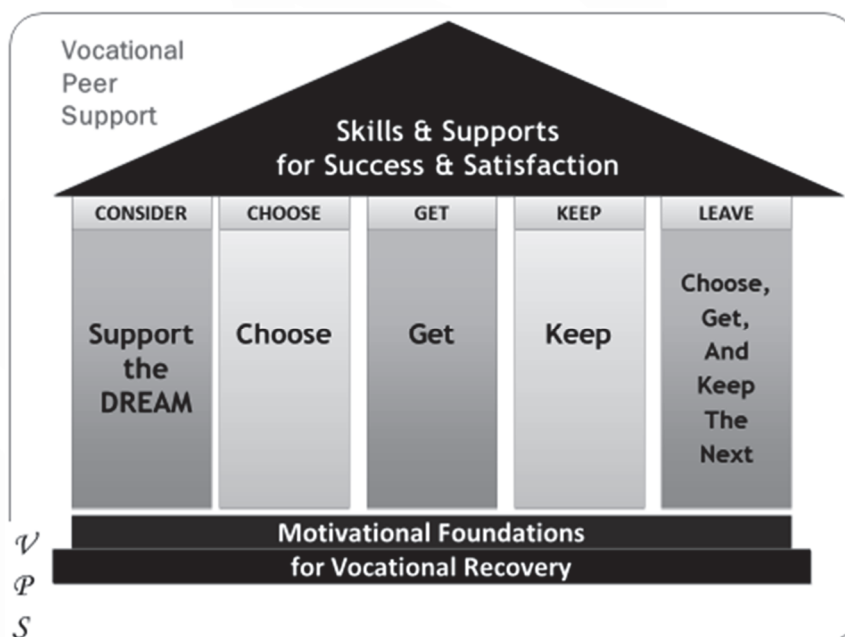 Vocational
Peer
Support
Skills & Supports
for Success & Satisfaction
CONSIDER
Support
the
DREAM
CHOOSE
Choose
GET
Get
KEEP
Keep
LEAVE
Choose,
Get,
And
Keep
The
Next
Motivational Foundations
for Vocational Recovery
V
P
S